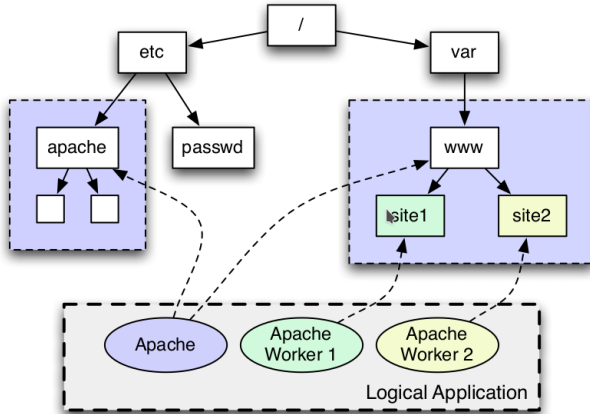 /
etc
var
apache
passwd
www
site1
site2
Apache
Apache
Worker 1
Apache
Worker 2
Logical Application